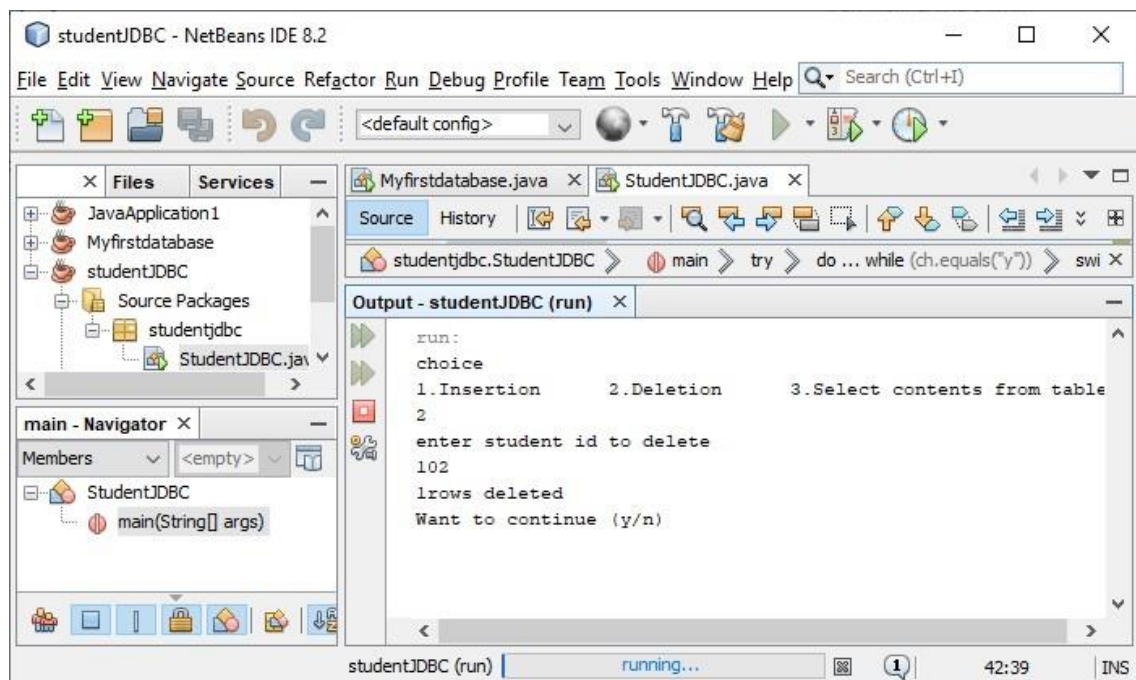 studentJDBC - NetBeans IDE 8.2
File Edit View Navigate Source Refactor Run Debug Profile Team Tools Window Help Search (Ctrl+I)
<default config>
Files Services
JavaApplication1
Myfirstdatabase
studentJDBC
Source Packages
studentjdbc
StudentJDBC.jav
main - Navigator
Members <empty>
StudentJDBC
main(String[] args)
Myfirstdatabase.java StudentJDBC.java
Source History
studentjdbc.StudentJDBC main try do ... while (ch.equals("y")) swi
Output - studentJDBC (run)
run:
choice
1.Insertion 2.Deletion 3.Select contents from table
2
enter student id to delete
102
1rows deleted
Want to continue (y/n)
studentJDBC (run) running... 1 42:39 INS